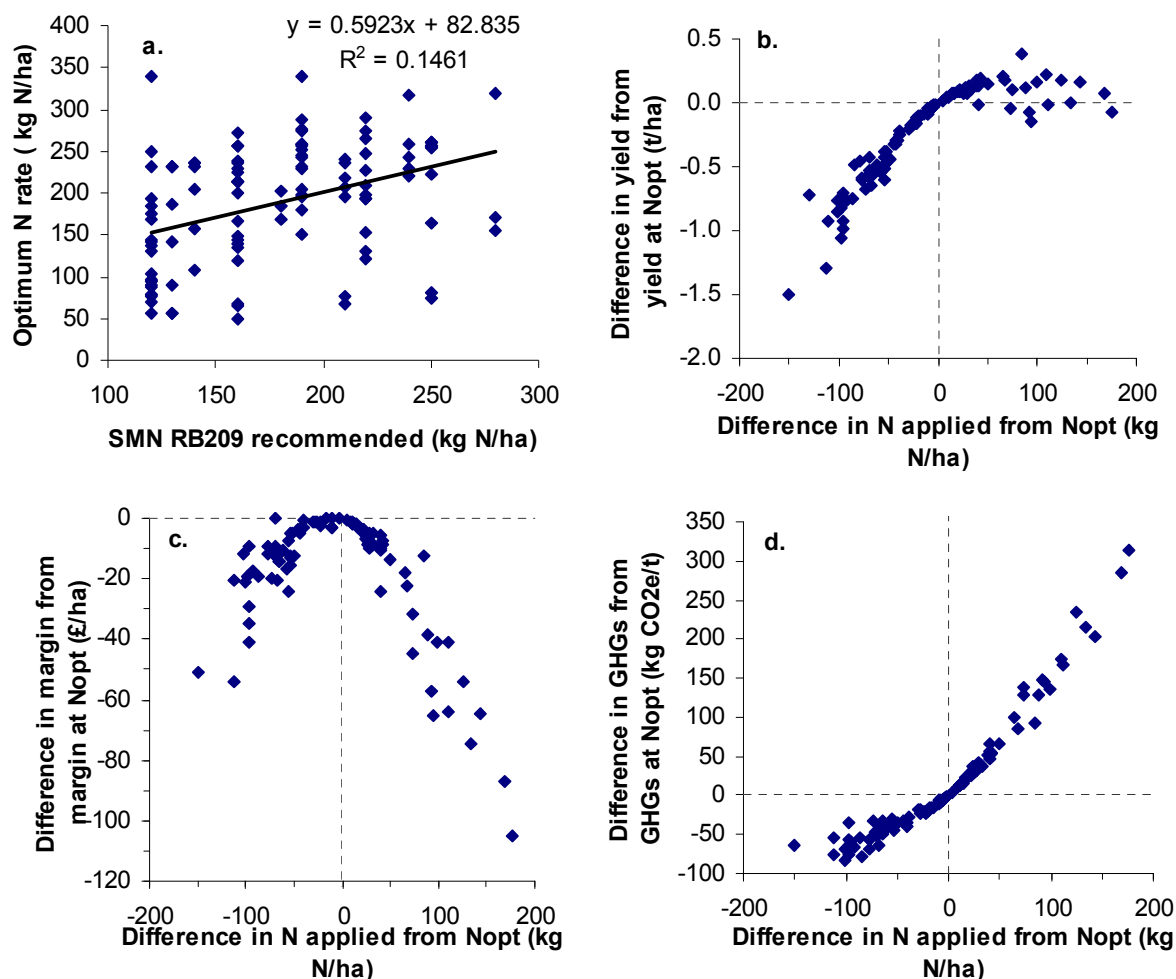 a.
y = 0.5923x + 82.835
R² = 0.1461
Optimum N rate ( kg N/ha)
400
350
300
250
200
150
100
50
0
100
150
200
250
300
SMN RB209 recommended (kg N/ha)
b.
Difference in yield from
yield at Nopt (t/ha)
0.5
0.0
-0.5
-1.0
-1.5
-2.0
-200
-100
0
100
200
Difference in N applied from Nopt (kg
N/ha)
c.
Difference in margin from
margin at Nopt (£/ha)
0
-20
-40
-60
-80
-100
-120
-200
-100
0
100
200
Difference in N applied from Nopt (kg
N/ha)
d.
Difference in GHGs from
GHGs at Nopt (kg CO2e/t)
350
300
250
200
150
100
50
0
-50
-100
-200
-100
0
100
200
Difference in N applied from Nopt (kg
N/ha)